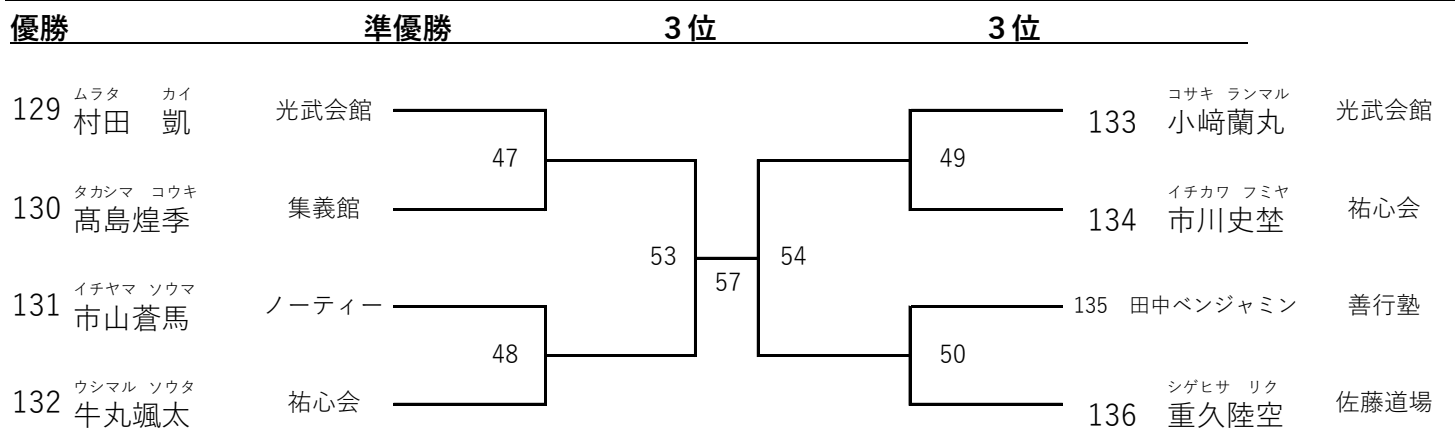 優勝 準優勝 3位 3位
ムラタ カイ
129 村田 凱 光武会館
コサキ ランマル
133 小﨑蘭丸 光武会館
47 49
タカシマ コウキ
130 髙島煌季 集義館
イチカワ フミヤ
134 市川史埜 祐心会
53 57 54
イチヤマ ソウマ
131 市山蒼馬 ノーティー
135 田中ベンジャミン 善行塾
48 50
ウシマル ソウタ
132 牛丸颯太 祐心会
シゲヒサ リク
136 重久陸空 佐藤道場